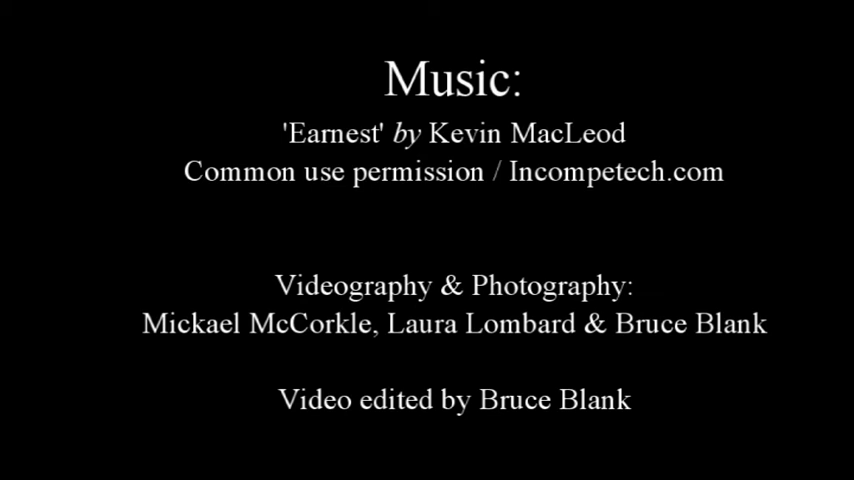 Music:
'Earnest' by Kevin MacLeod
Common use permission / Incompetech.com
Videography & Photography:
Mickael McCorkle, Laura Lombard & Bruce Blank
Video edited by Bruce Blank